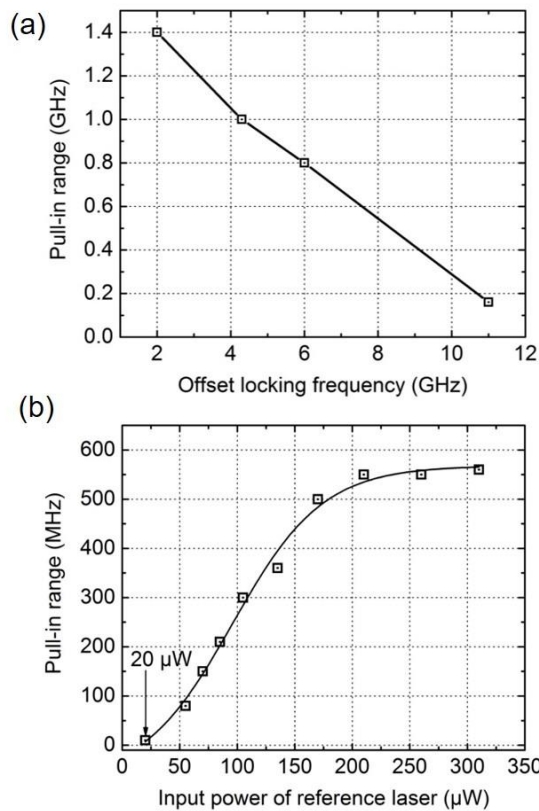 (a)
1.4
1.2
1.0
0.8
0.6
0.4
0.2
0.0
Pull-in range (GHz)
2 4 6 8 10 12
Offset locking frequency (GHz)
(b)
600
500
400
300
200
100
0
Pull-in range (MHz)
20 µW
0 50 75 100 125 150 200 250 300 350
Input power of reference laser (µW)